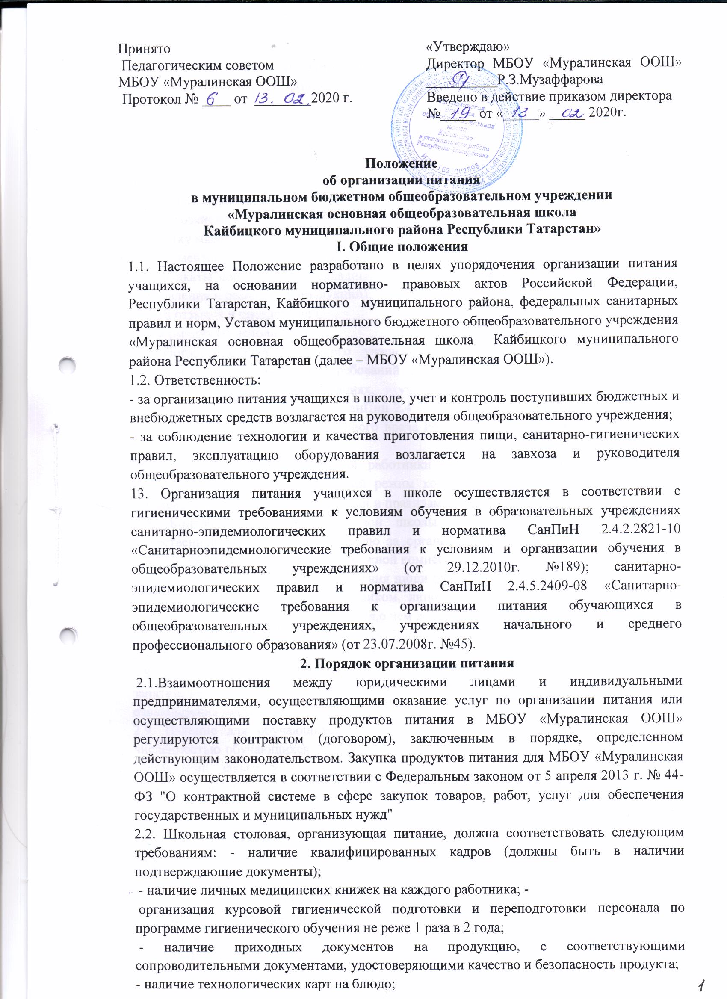 Принято
Педагогическим советом
МБОУ «Муралинская ООШ»
Протокол № 6 от 13. 02.2020 г.
«Утверждаю»
Директор МБОУ «Муралинская ООШ»
Р.З.Музаффарова
Введено в действие приказом директора
№ 19 от « 13 » 02 2020г.
общеобразовательная
Кайбицкого
муниципального района
Республики Татарстан»
1621002595
Положение
об организации питания
в муниципальном бюджетном общеобразовательном учреждении
«Муралинская основная общеобразовательная школа
Кайбицкого муниципального района Республики Татарстан»
I. Общие положения
1.1. Настоящее Положение разработано в целях упорядочения организации питания
учащихся, на основании нормативно- правовых актов Российской Федерации,
Республики Татарстан, Кайбицкого муниципального района, федеральных санитарных
правил и норм, Уставом муниципального бюджетного общеобразовательного учреждения
«Муралинская основная общеобразовательная школа Кайбицкого муниципального
района Республики Татарстан (далее – МБОУ «Муралинская ООШ»).
1.2. Ответственность:
- за организацию питания учащихся в школе, учет и контроль поступивших бюджетных и
внебюджетных средств возлагается на руководителя общеобразовательного учреждения;
- за соблюдение технологии и качества приготовления пищи, санитарно-гигиенических
правил, эксплуатацию оборудования возлагается на завхоза и руководителя
общеобразовательного учреждения.
13. Организация питания учащихся в школе осуществляется в соответствии с
гигиеническими требованиями к условиям обучения в образовательных учреждениях
санитарно-эпидемиологических правил и норматива СанПиН 2.4.2.2821-10
«Санитарноэпидемиологические требования к условиям и организации обучения в
общеобразовательных учреждениях» (от 29.12.2010г. №189); санитарно-
эпидемиологических правил и норматива СанПиН 2.4.5.2409-08 «Санитарно-
эпидемиологические требования к организации питания обучающихся в
общеобразовательных учреждениях, учреждениях начального и среднего
профессионального образования» (от 23.07.2008г. №45).
2. Порядок организации питания
2.1.Взаимоотношения между юридическими лицами и индивидуальными
предпринимателями, осуществляющими оказание услуг по организации питания или
осуществляющими поставку продуктов питания в МБОУ «Муралинская ООШ»
регулируются контрактом (договором), заключенным в порядке, определенном
действующим законодательством. Закупка продуктов питания для МБОУ «Муралинская
ООШ» осуществляется в соответствии с Федеральным законом от 5 апреля 2013 г. № 44-
ФЗ "О контрактной системе в сфере закупок товаров, работ, услуг для обеспечения
государственных и муниципальных нужд"
2.2. Школьная столовая, организующая питание, должна соответствовать следующим
требованиям: - наличие квалифицированных кадров (должны быть в наличии
подтверждающие документы);
- наличие личных медицинских книжек на каждого работника; -
организация курсовой гигиенической подготовки и переподготовки персонала по
программе гигиенического обучения не реже 1 раза в 2 года;
- наличие приходных документов на продукцию, с соответствующими
сопроводительными документами, удостоверяющими качество и безопасность продукта;
- наличие технологических карт на блюдо;
1